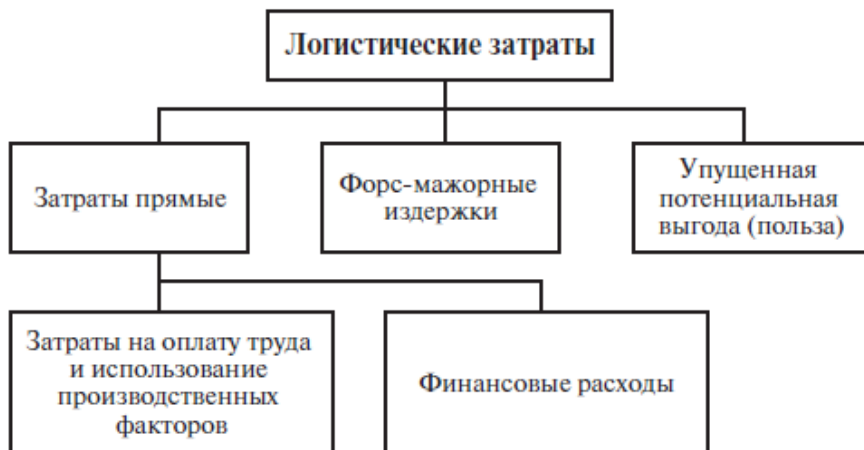 Логистические затраты
Затраты прямые
Форс-мажорные
издержки
Упущенная
потенциальная
выгода (польза)
Затраты на оплату труда
и использование
производственных
факторов
Финансовые расходы